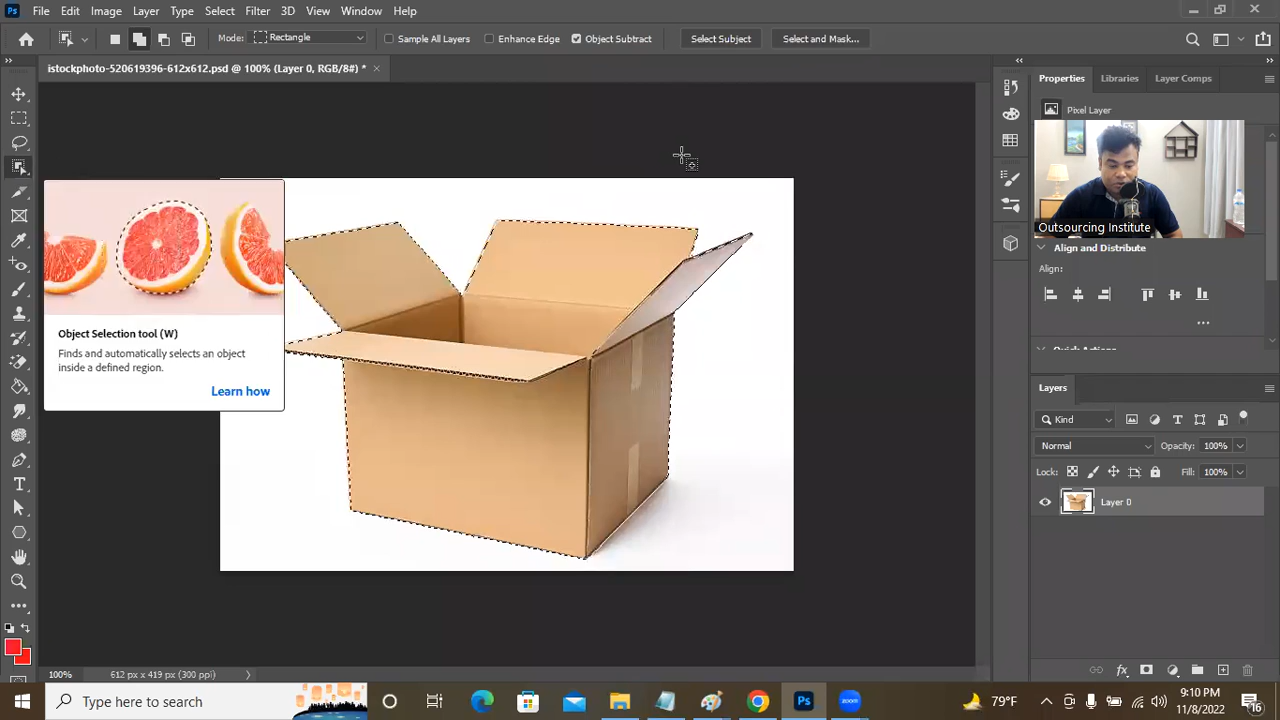 Ps File Edit Image Layer Type Select Filter 3D View Window Help
Mode: Rectangle Sample All Layers Enhance Edge Object Subtract Select Subject Select and Mask...
istockphoto-520619396-612x612.psd @ 100% (Layer 0, RGB/8#) * ×
Properties Libraries Layer Comps
Pixel Layer
Outsourcing Institute
Align and Distribute
Align:
Object Selection tool (W)
Finds and automatically selects an object
inside a defined region.
Learn how
Layers
Kind
Normal Opacity: 100%
Lock: Fill: 100%
Layer 0
100% 612 px x 419 px (300 ppi)
Type here to search
Ps
zoom
79°F
9:10 PM
11/8/2022
16